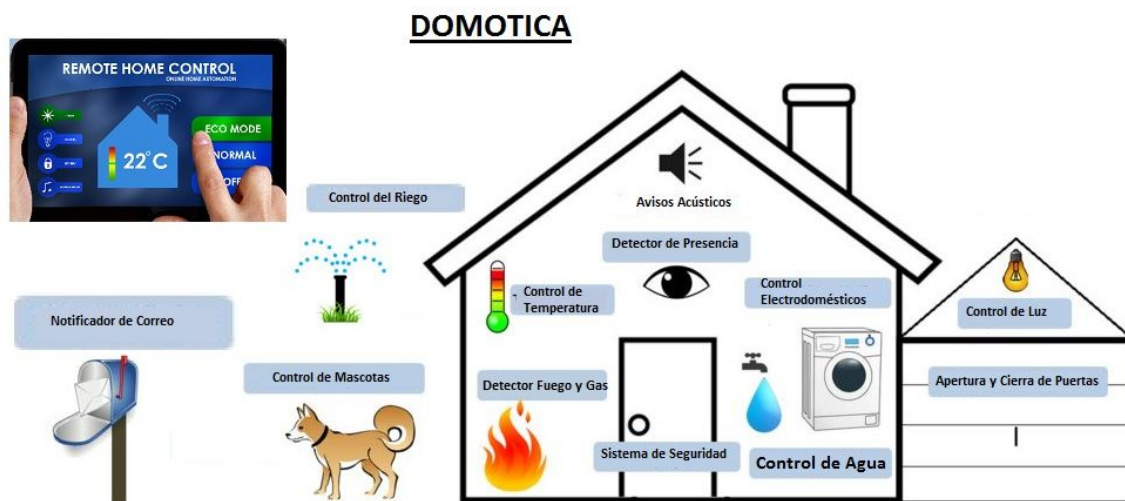 DOMOTICA
REMOTE HOME CONTROL
ONLINE HOME AUTOMATION
ECO MODE
22°C
NORMAL
OFF
Control del Riego
Avisos Acústicos
Detector de Presencia
Control de
Temperatura
Control
Electrodomésticos
Control de Luz
Notificador de Correo
Control de Mascotas
Detector Fuego y Gas
Apertura y Cierra de Puertas
Sistema de Seguridad
Control de Agua